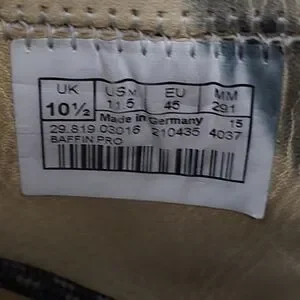 UK USM EU MM
10½ 11.5 45 291
Made in Germany 15
29.819 03016 210435 4037
BAFFIN PRO